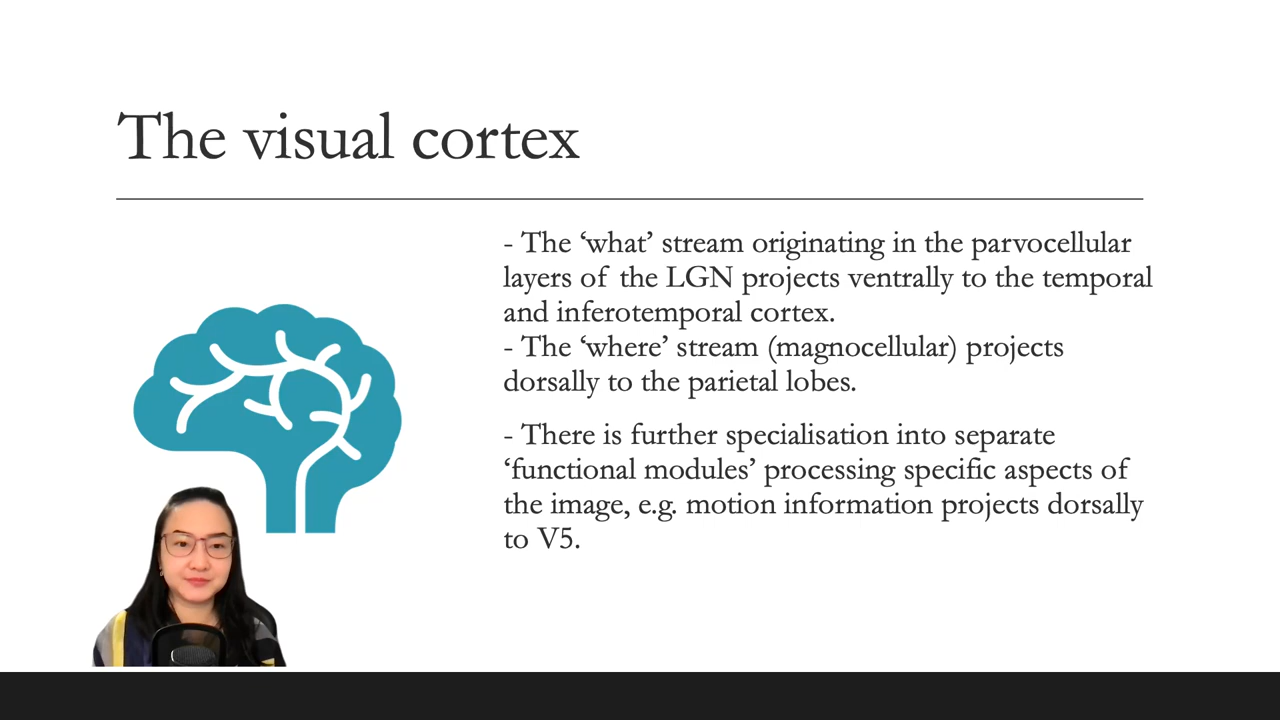 The visual cortex
- The ‘what’ stream originating in the parvocellular
layers of the LGN projects ventrally to the temporal
and inferotemporal cortex.
- The ‘where’ stream (magnocellular) projects
dorsally to the parietal lobes.
- There is further specialisation into separate
‘functional modules’ processing specific aspects of
the image, e.g. motion information projects dorsally
to V5.